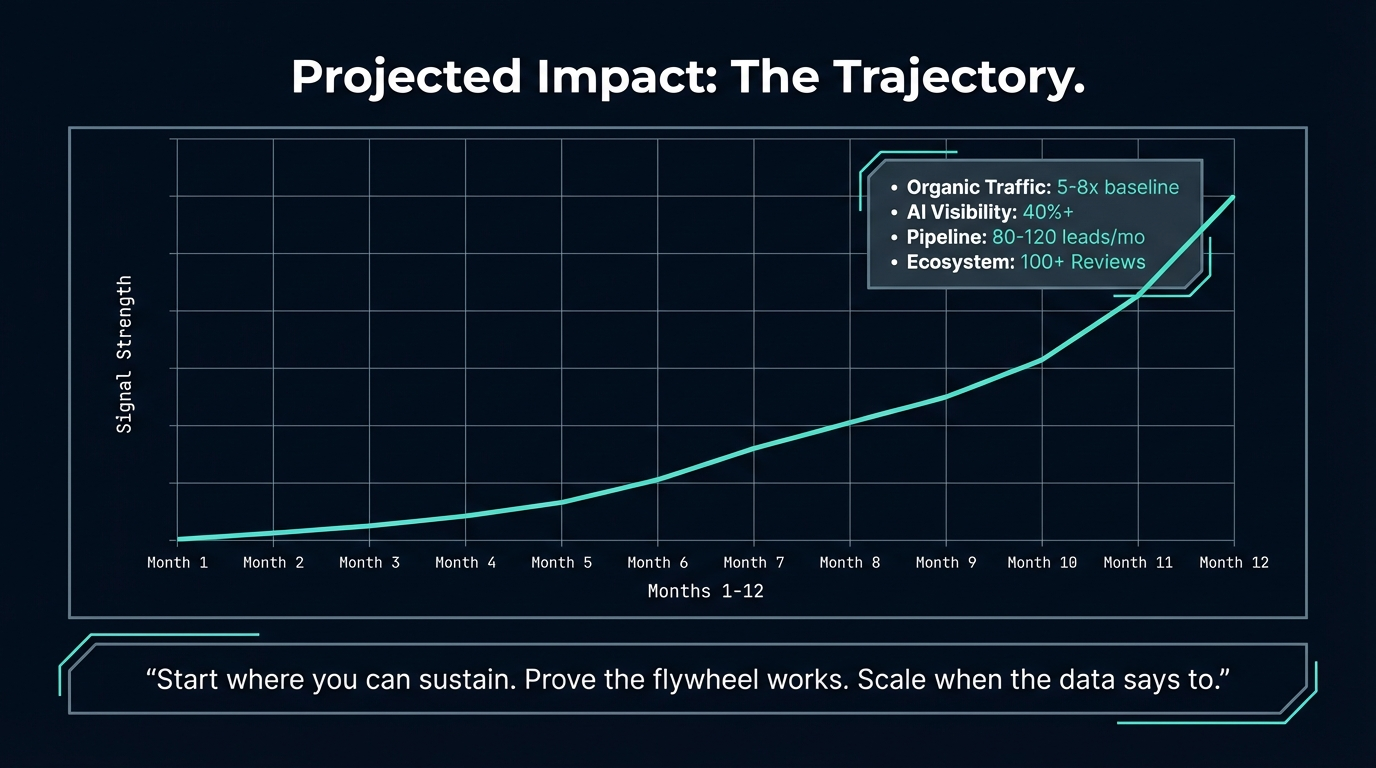 Projected Impact: The Trajectory.
• Organic Traffic: 5-8x baseline
• AI Visibility: 40%+
• Pipeline: 80-120 leads/mo
• Ecosystem: 100+ Reviews
Signal Strength
Month 1 Month 2 Month 3 Month 4 Month 5 Month 6 Month 7 Month 8 Month 9 Month 10 Month 11 Month 12
Months 1-12
“Start where you can sustain. Prove the flywheel works. Scale when the data says to.”